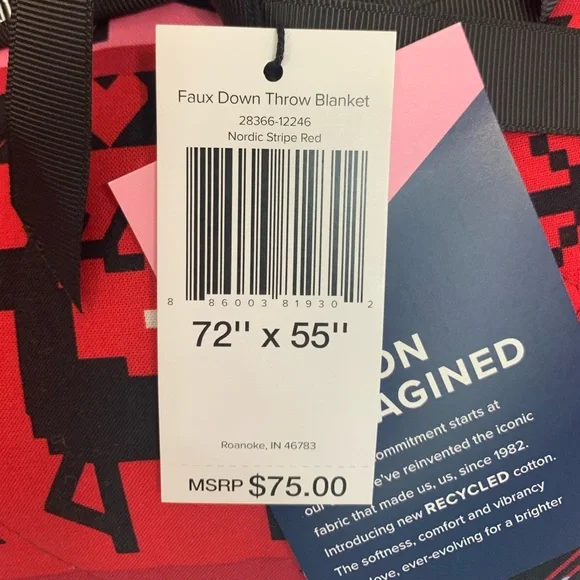 Faux Down Throw Blanket
28366-12246
Nordic Stripe Red
8 86003 81930 2
72" x 55"
Roanoke, IN 46783
MSRP $75.00
ON
AGINED
commitment starts at
our we've reinvented the iconic
fabric that made us, us, since 1982.
Introducing new RECYCLED cotton.
The softness, comfort and vibrancy
love, ever-evolving for a brighter